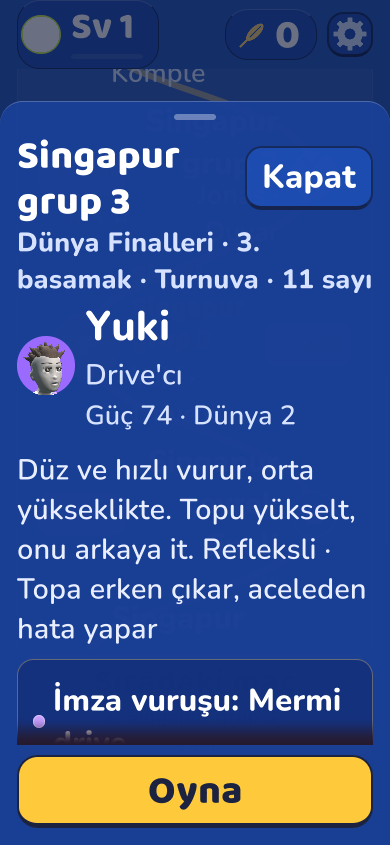 Sv 1
0
Komple
Singapur
grup 3
Kapat
Dünya Finalleri · 3.
basamak · Turnuva · 11 sayı
Yuki
Drive'cı
Güç 74 · Dünya 2
Düz ve hızlı vurur, orta
yükseklikte. Topu yükselt,
onu arkaya it. Refleksli ·
Topa erken çıkar, aceleden
hata yapar
İmza vuruşu: Mermi
drive
Oyna